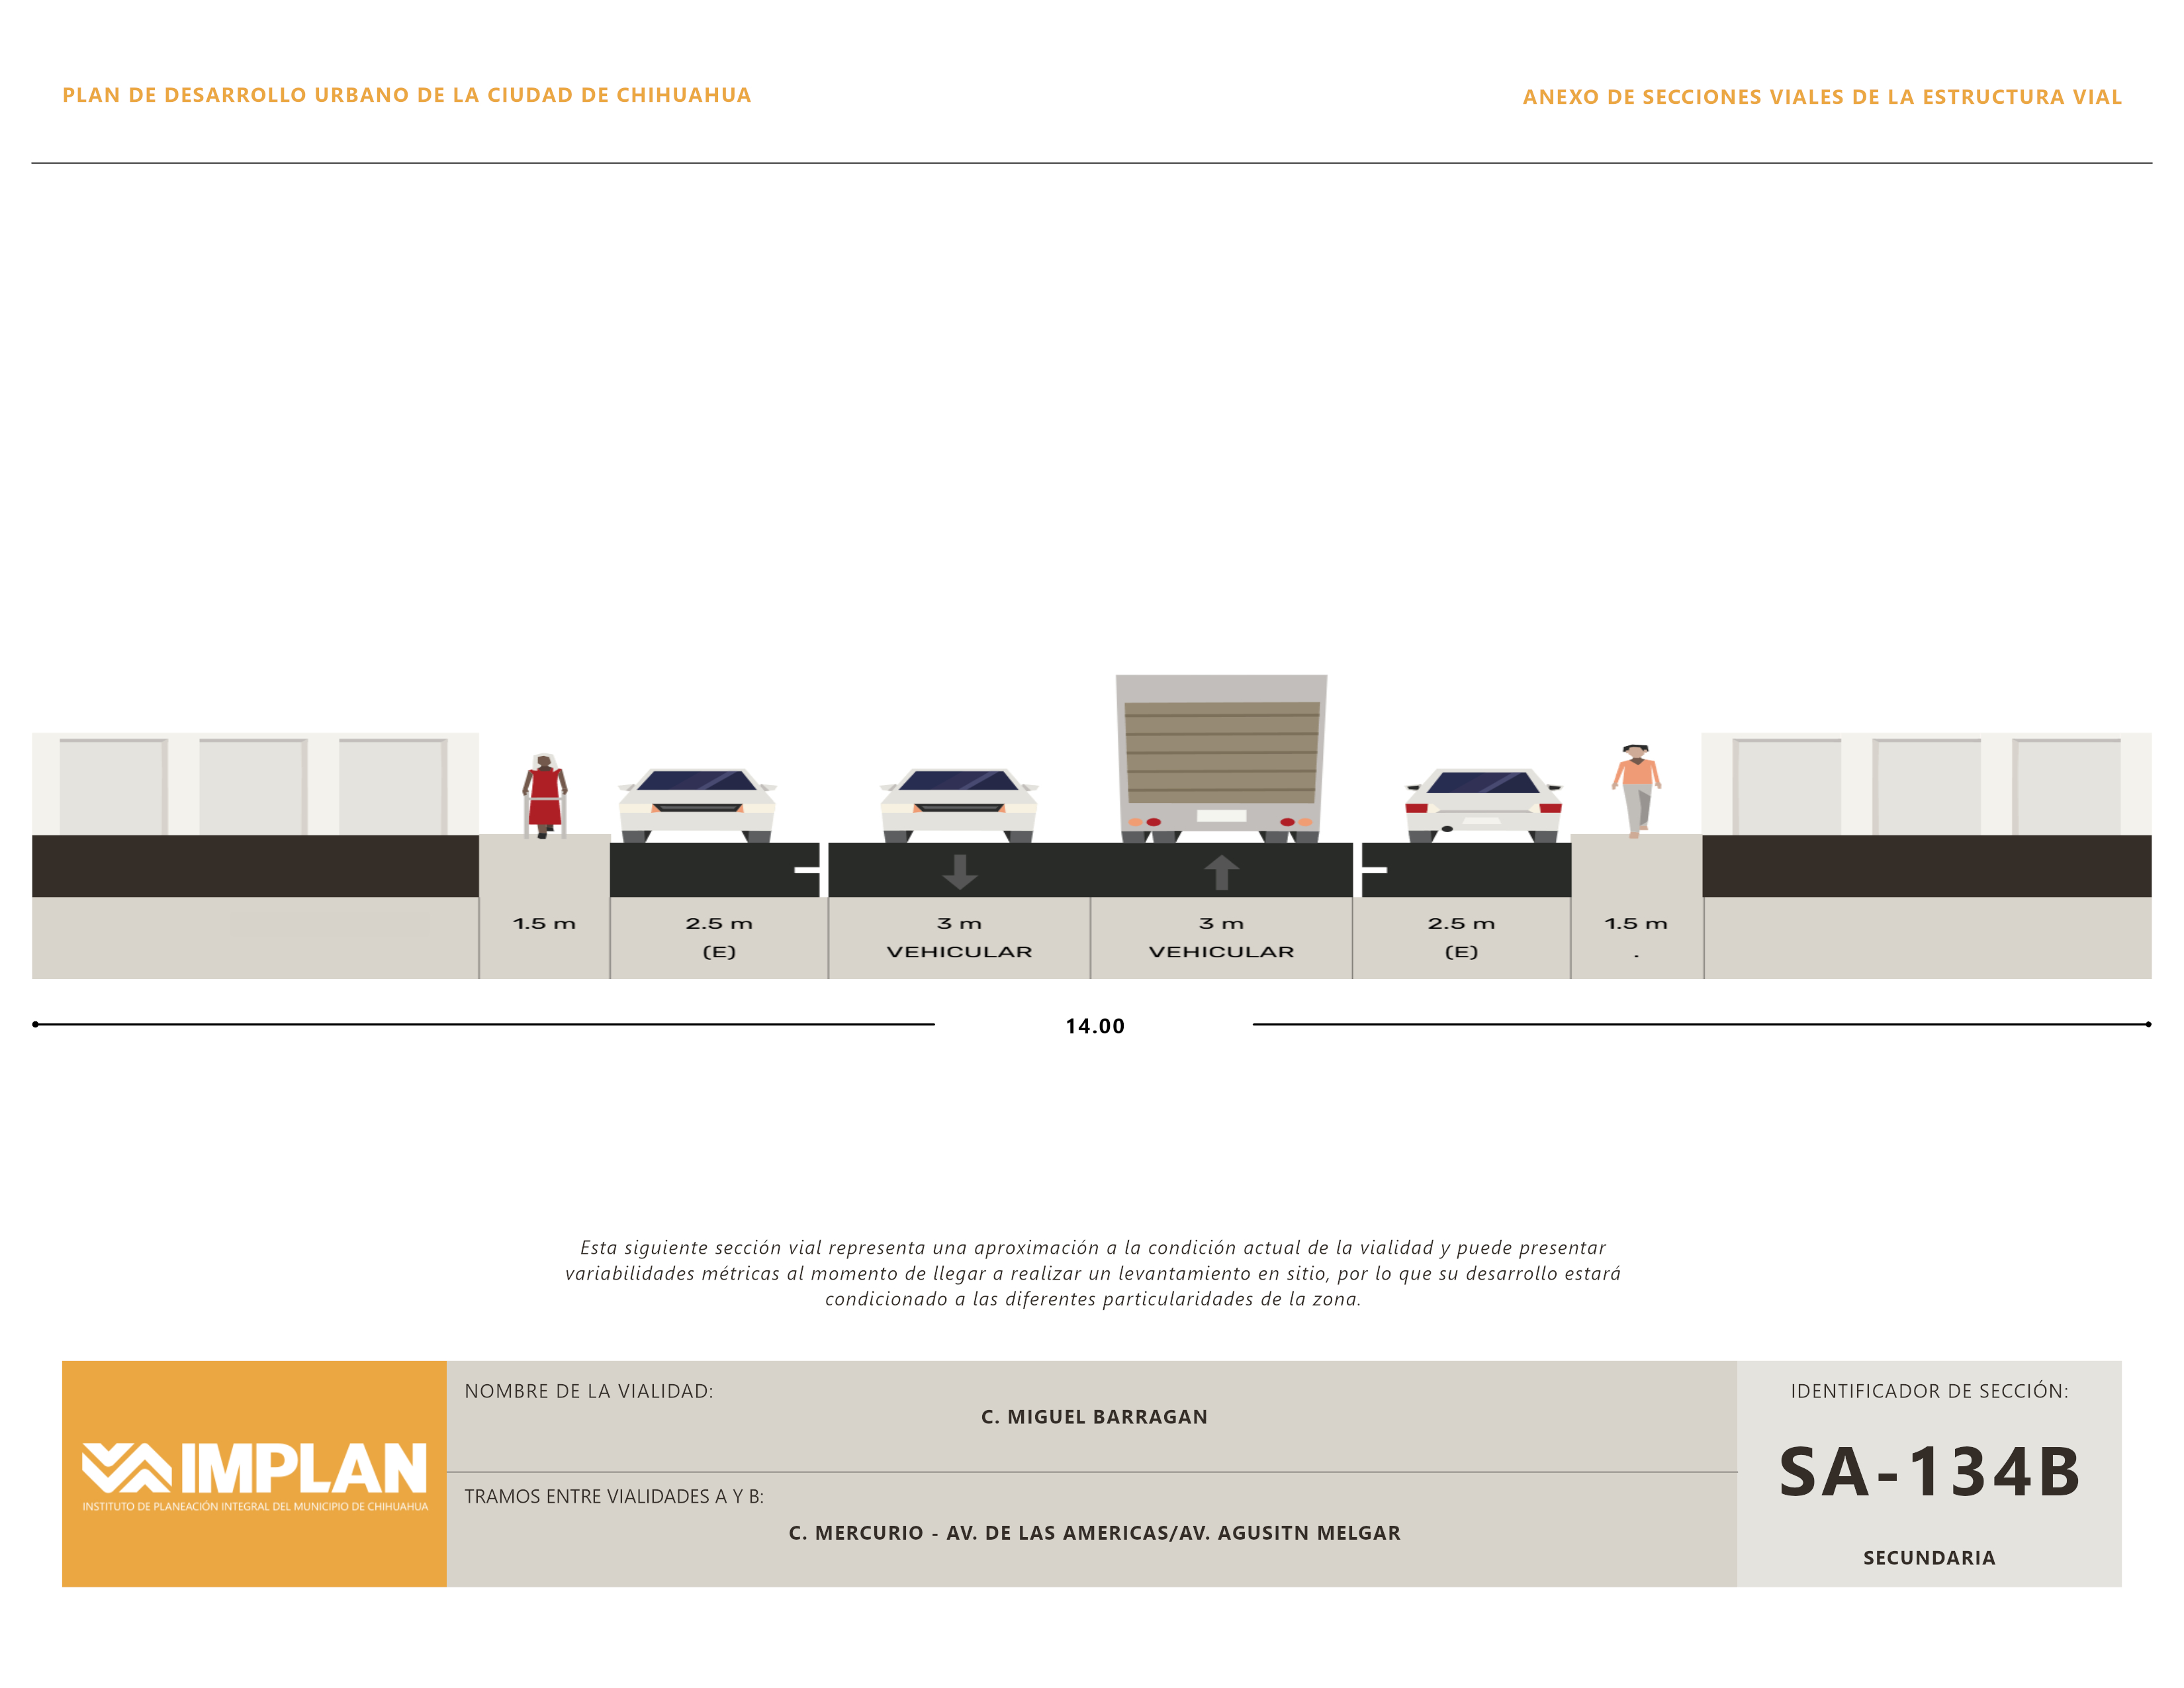 PLAN DE DESARROLLO URBANO DE LA CIUDAD DE CHIHUAHUA
ANEXO DE SECCIONES VIALES DE LA ESTRUCTURA VIAL
1.5 m
2.5 m
(E)
3 m
VEHICULAR
3 m
VEHICULAR
2.5 m
(E)
1.5 m
.
14.00
Esta siguiente sección vial representa una aproximación a la condición actual de la vialidad y puede presentar
variabilidades métricas al momento de llegar a realizar un levantamiento en sitio, por lo que su desarrollo estará
condicionado a las diferentes particularidades de la zona.
IMPLAN
INSTITUTO DE PLANEACIÓN INTEGRAL DEL MUNICIPIO DE CHIHUAHUA
NOMBRE DE LA VIALIDAD:
C. MIGUEL BARRAGAN
TRAMOS ENTRE VIALIDADES A Y B:
C. MERCURIO - AV. DE LAS AMERICAS/AV. AGUSITN MELGAR
IDENTIFICADOR DE SECCIÓN:
SA-134B
SECUNDARIA